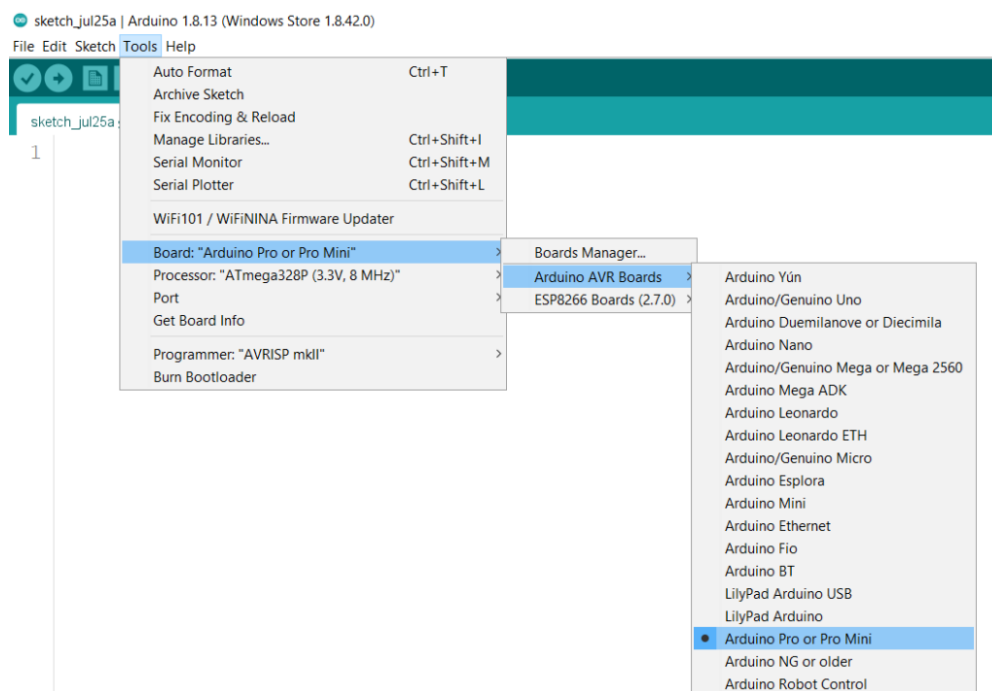 sketch_jul25a | Arduino 1.8.13 (Windows Store 1.8.42.0)
File Edit Sketch Tools Help
sketch_jul25a
1
Auto Format Ctrl+T
Archive Sketch
Fix Encoding & Reload
Manage Libraries... Ctrl+Shift+I
Serial Monitor Ctrl+Shift+M
Serial Plotter Ctrl+Shift+L
WiFi101 / WiFiNINA Firmware Updater
Board: "Arduino Pro or Pro Mini"
Processor: "ATmega328P (3.3V, 8 MHz)"
Port
Get Board Info
Programmer: "AVRISP mkII"
Burn Bootloader
Boards Manager...
Arduino AVR Boards
ESP8266 Boards (2.7.0)
Arduino Yún
Arduino/Genuino Uno
Arduino Duemilanove or Diecimila
Arduino Nano
Arduino/Genuino Mega or Mega 2560
Arduino Mega ADK
Arduino Leonardo
Arduino Leonardo ETH
Arduino/Genuino Micro
Arduino Esplora
Arduino Mini
Arduino Ethernet
Arduino Fio
Arduino BT
LilyPad Arduino USB
LilyPad Arduino
Arduino Pro or Pro Mini
Arduino NG or older
Arduino Robot Control